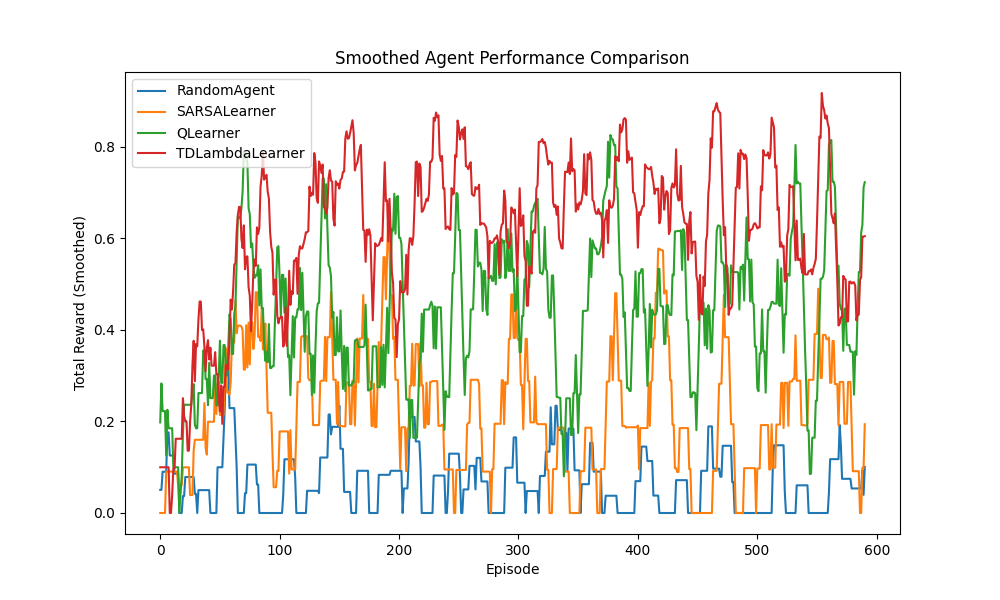 Smoothed Agent Performance Comparison
RandomAgent
SARSALearner
QLearner
TDLambdaLearner
Total Reward (Smoothed)
0.8
0.6
0.4
0.2
0.0
0 100 200 300 400 500 600
Episode